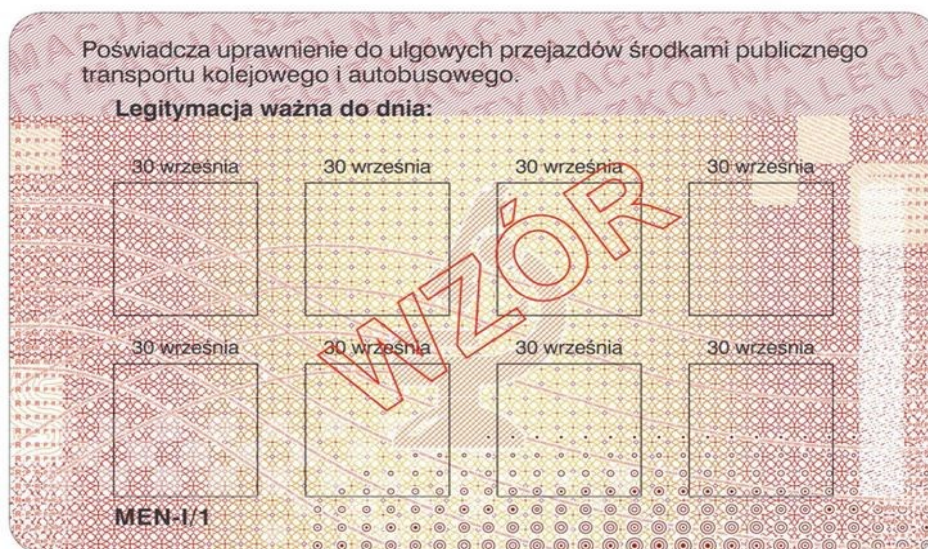 Poświadcza uprawnienie do ulgowych przejazdów środkami publicznego
transportu kolejowego i autobusowego.
Legitymacja ważna do dnia:
30 września 30 września 30 września 30 września
WZÓR
30 września 30 września 30 września 30 września
MEN-I/1